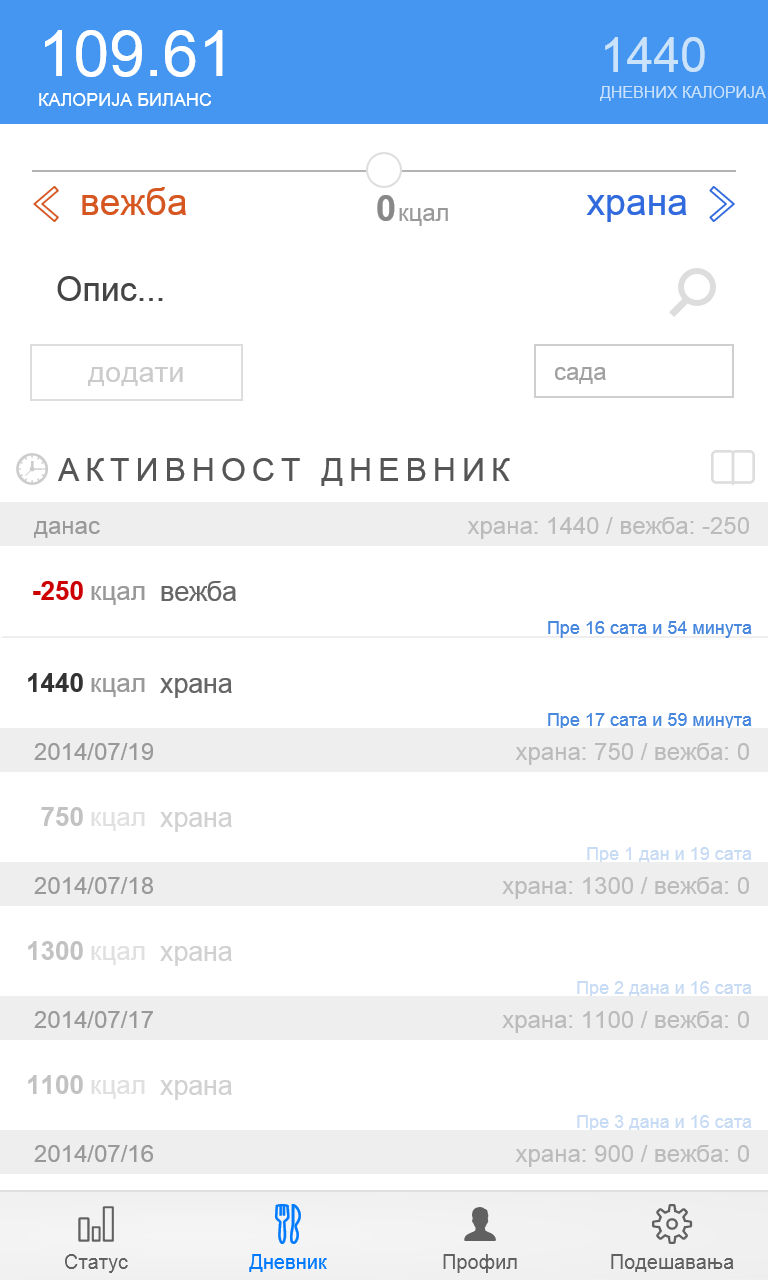 109.61 1440
КАЛОРИЈА БИЛАНС ДНЕВНИХ КАЛОРИЈА
вежба 0 кцал храна
Опис...
додати сада
АКТИВНОСТ ДНЕВНИК
данас храна: 1440 / вежба: -250
-250 кцал вежба
Пре 16 сата и 54 минута
1440 кцал храна
Пре 17 сата и 59 минута
2014/07/19 храна: 750 / вежба: 0
750 кцал храна
Пре 1 дан и 19 сата
2014/07/18 храна: 1300 / вежба: 0
1300 кцал храна
Пре 2 дана и 16 сата
2014/07/17 храна: 1100 / вежба: 0
1100 кцал храна
Пре 3 дана и 16 сата
2014/07/16 храна: 900 / вежба: 0
Статус Дневник Профил Подешавања